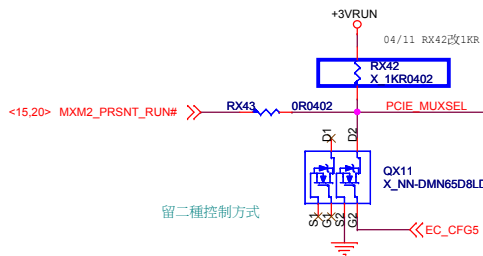 +3VRUN
04/11 RX42改1KR
RX42
X_1KR0402
<15,20> MXM2_PRSNT_RUN#
RX43
0R0402
PCIE_MUXSEL
D1
D2
QX11
X_NN-DMN65D8LD
S1
G1
S2
G2
留二種控制方式
EC_CFG5